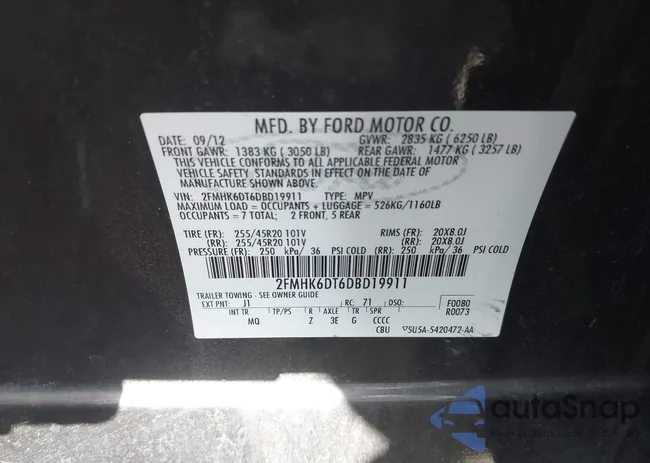 MFD. BY FORD MOTOR CO.
DATE: 09/12 GVWR: 2835 KG ( 6250 LB)
FRONT GAWR: 1383 KG ( 3050 LB) REAR GAWR: 1477 KG ( 3257 LB)
THIS VEHICLE CONFORMS TO ALL APPLICABLE FEDERAL MOTOR
VEHICLE SAFETY STANDARDS IN EFFECT ON THE DATE OF
MANUFACTURE SHOWN ABOVE.
VIN: 2FMHK6DT6DBD19911 TYPE: MPV
MAXIMUM LOAD = OCCUPANTS + LUGGAGE = 526KG/1160LB
OCCUPANTS = 7 TOTAL; 2 FRONT, 5 REAR
TIRE (FR): 255/45R20 101V RIMS (FR): 20X8.0J
(RR): 255/45R20 101V (RR): 20X8.0J
PRESSURE (FR): 250 kPa/ 36 PSI COLD (RR): 250 kPa/ 36 PSI COLD
2FMHK6DT6DBD19911
TRAILER TOWING - SEE OWNER GUIDE
EXT PNT: J1 RC: 71 DSO: F0080
R0073
INT TR TP/PS R AXLE TR SPR
MQ Z 3E G CCCC
CBU 5U5A-5420472-AA
autoSnap